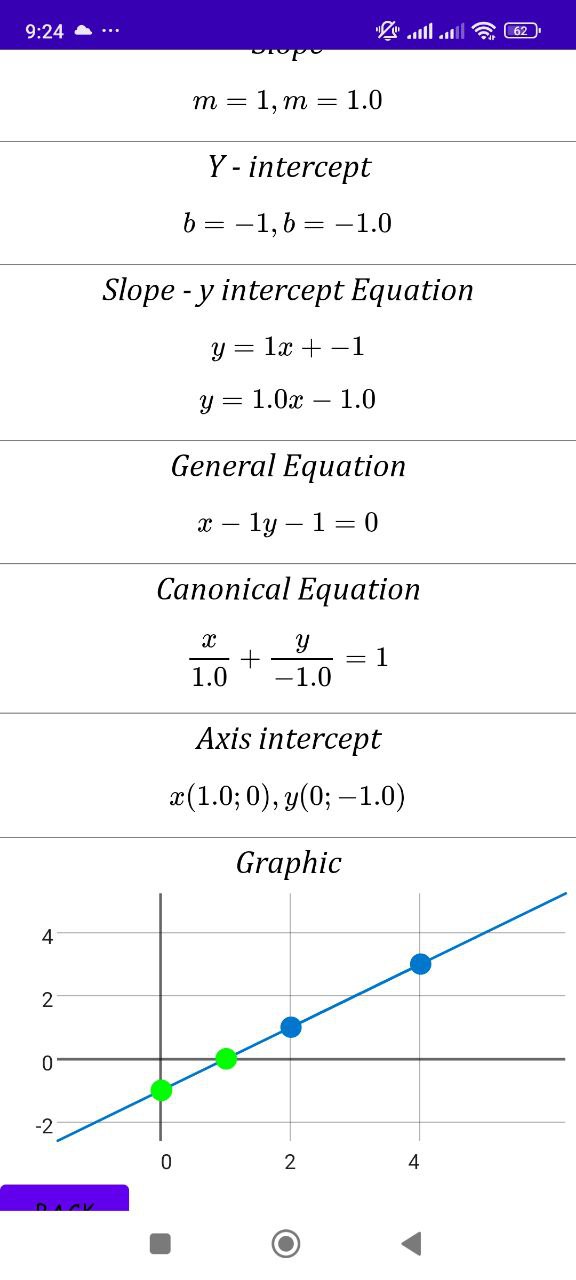 9:24
62
Slope
m = 1, m = 1.0
Y - intercept
b = −1, b = −1.0
Slope - y intercept Equation
y = 1x + −1
y = 1.0x − 1.0
General Equation
x − 1y − 1 = 0
Canonical Equation
x/1.0 + y/−1.0 = 1
Axis intercept
x(1.0; 0), y(0; −1.0)
Graphic
4
2
0
-2
0 2 4
BACK